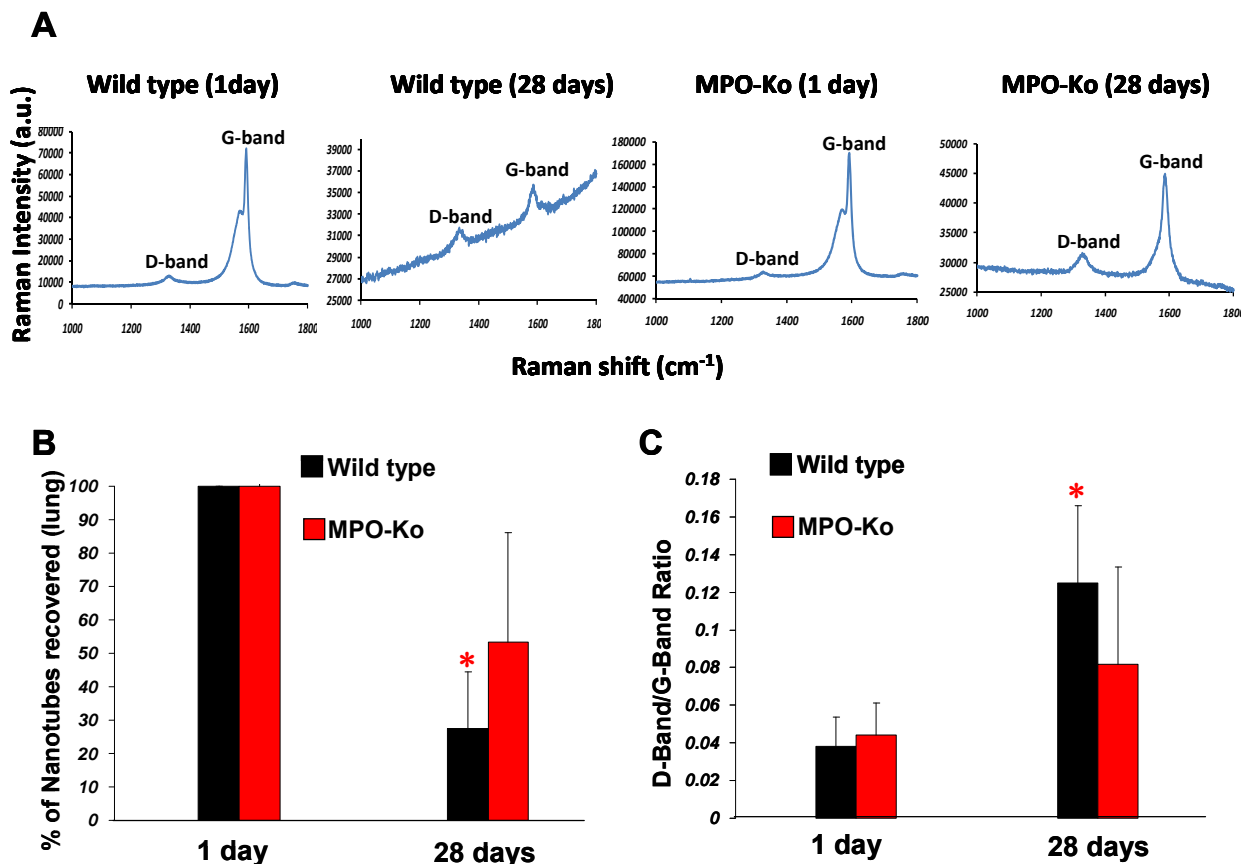 A
Wild type (1day)
Wild type (28 days)
MPO-Ko (1 day)
MPO-Ko (28 days)
Raman Intensity (a.u.)
80000
70000
60000
50000
40000
30000
20000
10000
0
G-band
D-band
1000 1200 1400 1600 1800
39000
37000
35000
33000
31000
29000
27000
25000
G-band
D-band
1000 1200 1400 1600 180
180000
160000
140000
120000
100000
80000
60000
40000
G-band
D-band
1000 1200 1400 1600 1800
50000
45000
40000
35000
30000
25000
G-band
D-band
1000 1200 1400 1600 1800
Raman shift (cm⁻¹)
B
% of Nanotubes recovered (lung)
100
90
80
70
60
50
40
30
20
10
0
Wild type
MPO-Ko
*
1 day 28 days
C
D-Band/G-Band Ratio
0.18
0.16
0.14
0.12
0.1
0.08
0.06
0.04
0.02
0
Wild type
MPO-Ko
*
1 day 28 days